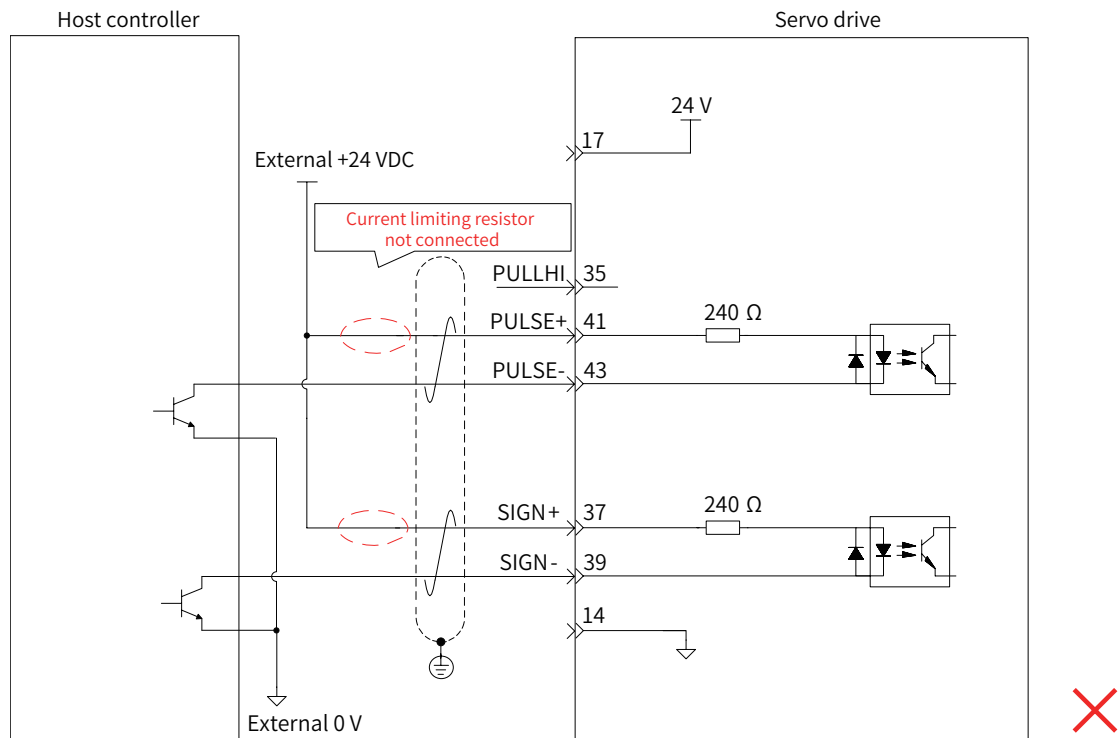 Host controller
Servo drive
24 V
17
External +24 VDC
Current limiting resistor
not connected
PULLHI 35
PULSE+ 41
240 Ω
PULSE- 43
SIGN+ 37
240 Ω
SIGN- 39
14
External 0 V